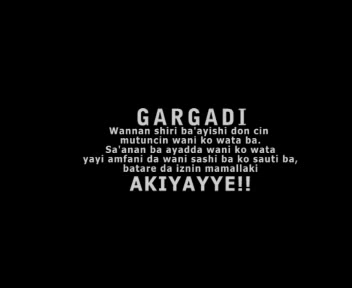 GARGADI
Wannan shiri ba'ayishi don cin
mutuncin wani ko wata ba.
Sa'anan ba ayadda wani ko wata
yayi amfani da wani sashi ba ko sauti ba,
batare da iznin mamallaki
AKIYAYYE!!